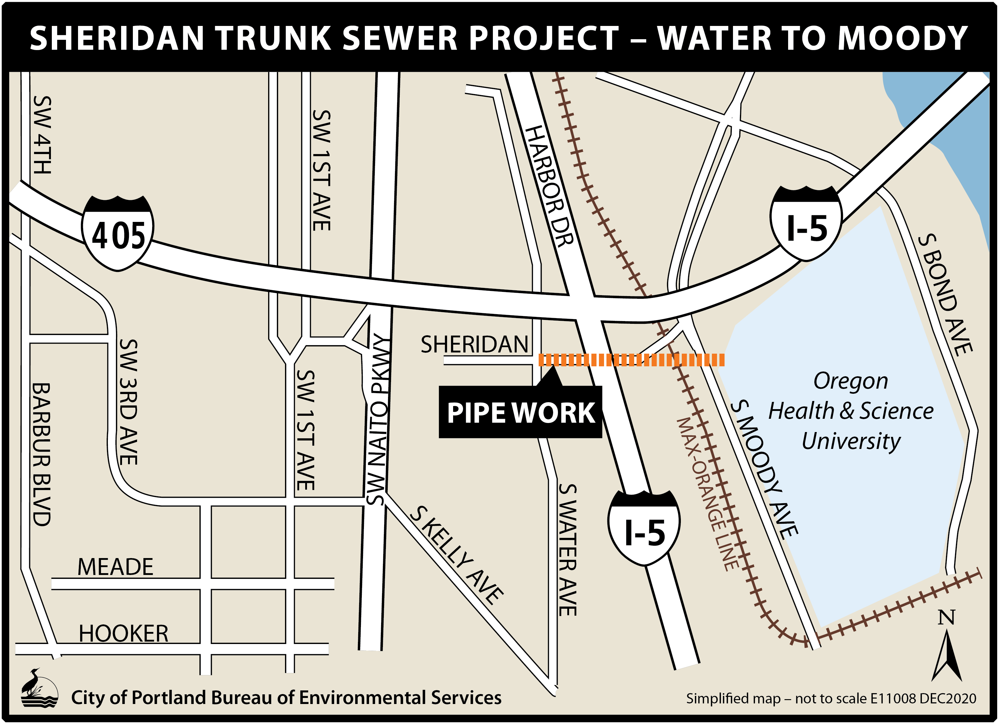 SHERIDAN TRUNK SEWER PROJECT – WATER TO MOODY
SW 4TH
SW 1ST AVE
HARBOR DR
405
I-5
S BOND AVE
SHERIDAN
SW 3RD AVE
SW NAITO PKWY
BARBUR BLVD
SW 1ST AVE
PIPE WORK
Oregon
Health & Science
University
S MOODY AVE
MAX-ORANGE LINE
S KELLY AVE
S WATER AVE
I-5
MEADE
HOOKER
N
City of Portland Bureau of Environmental Services
Simplified map – not to scale E11008 DEC2020